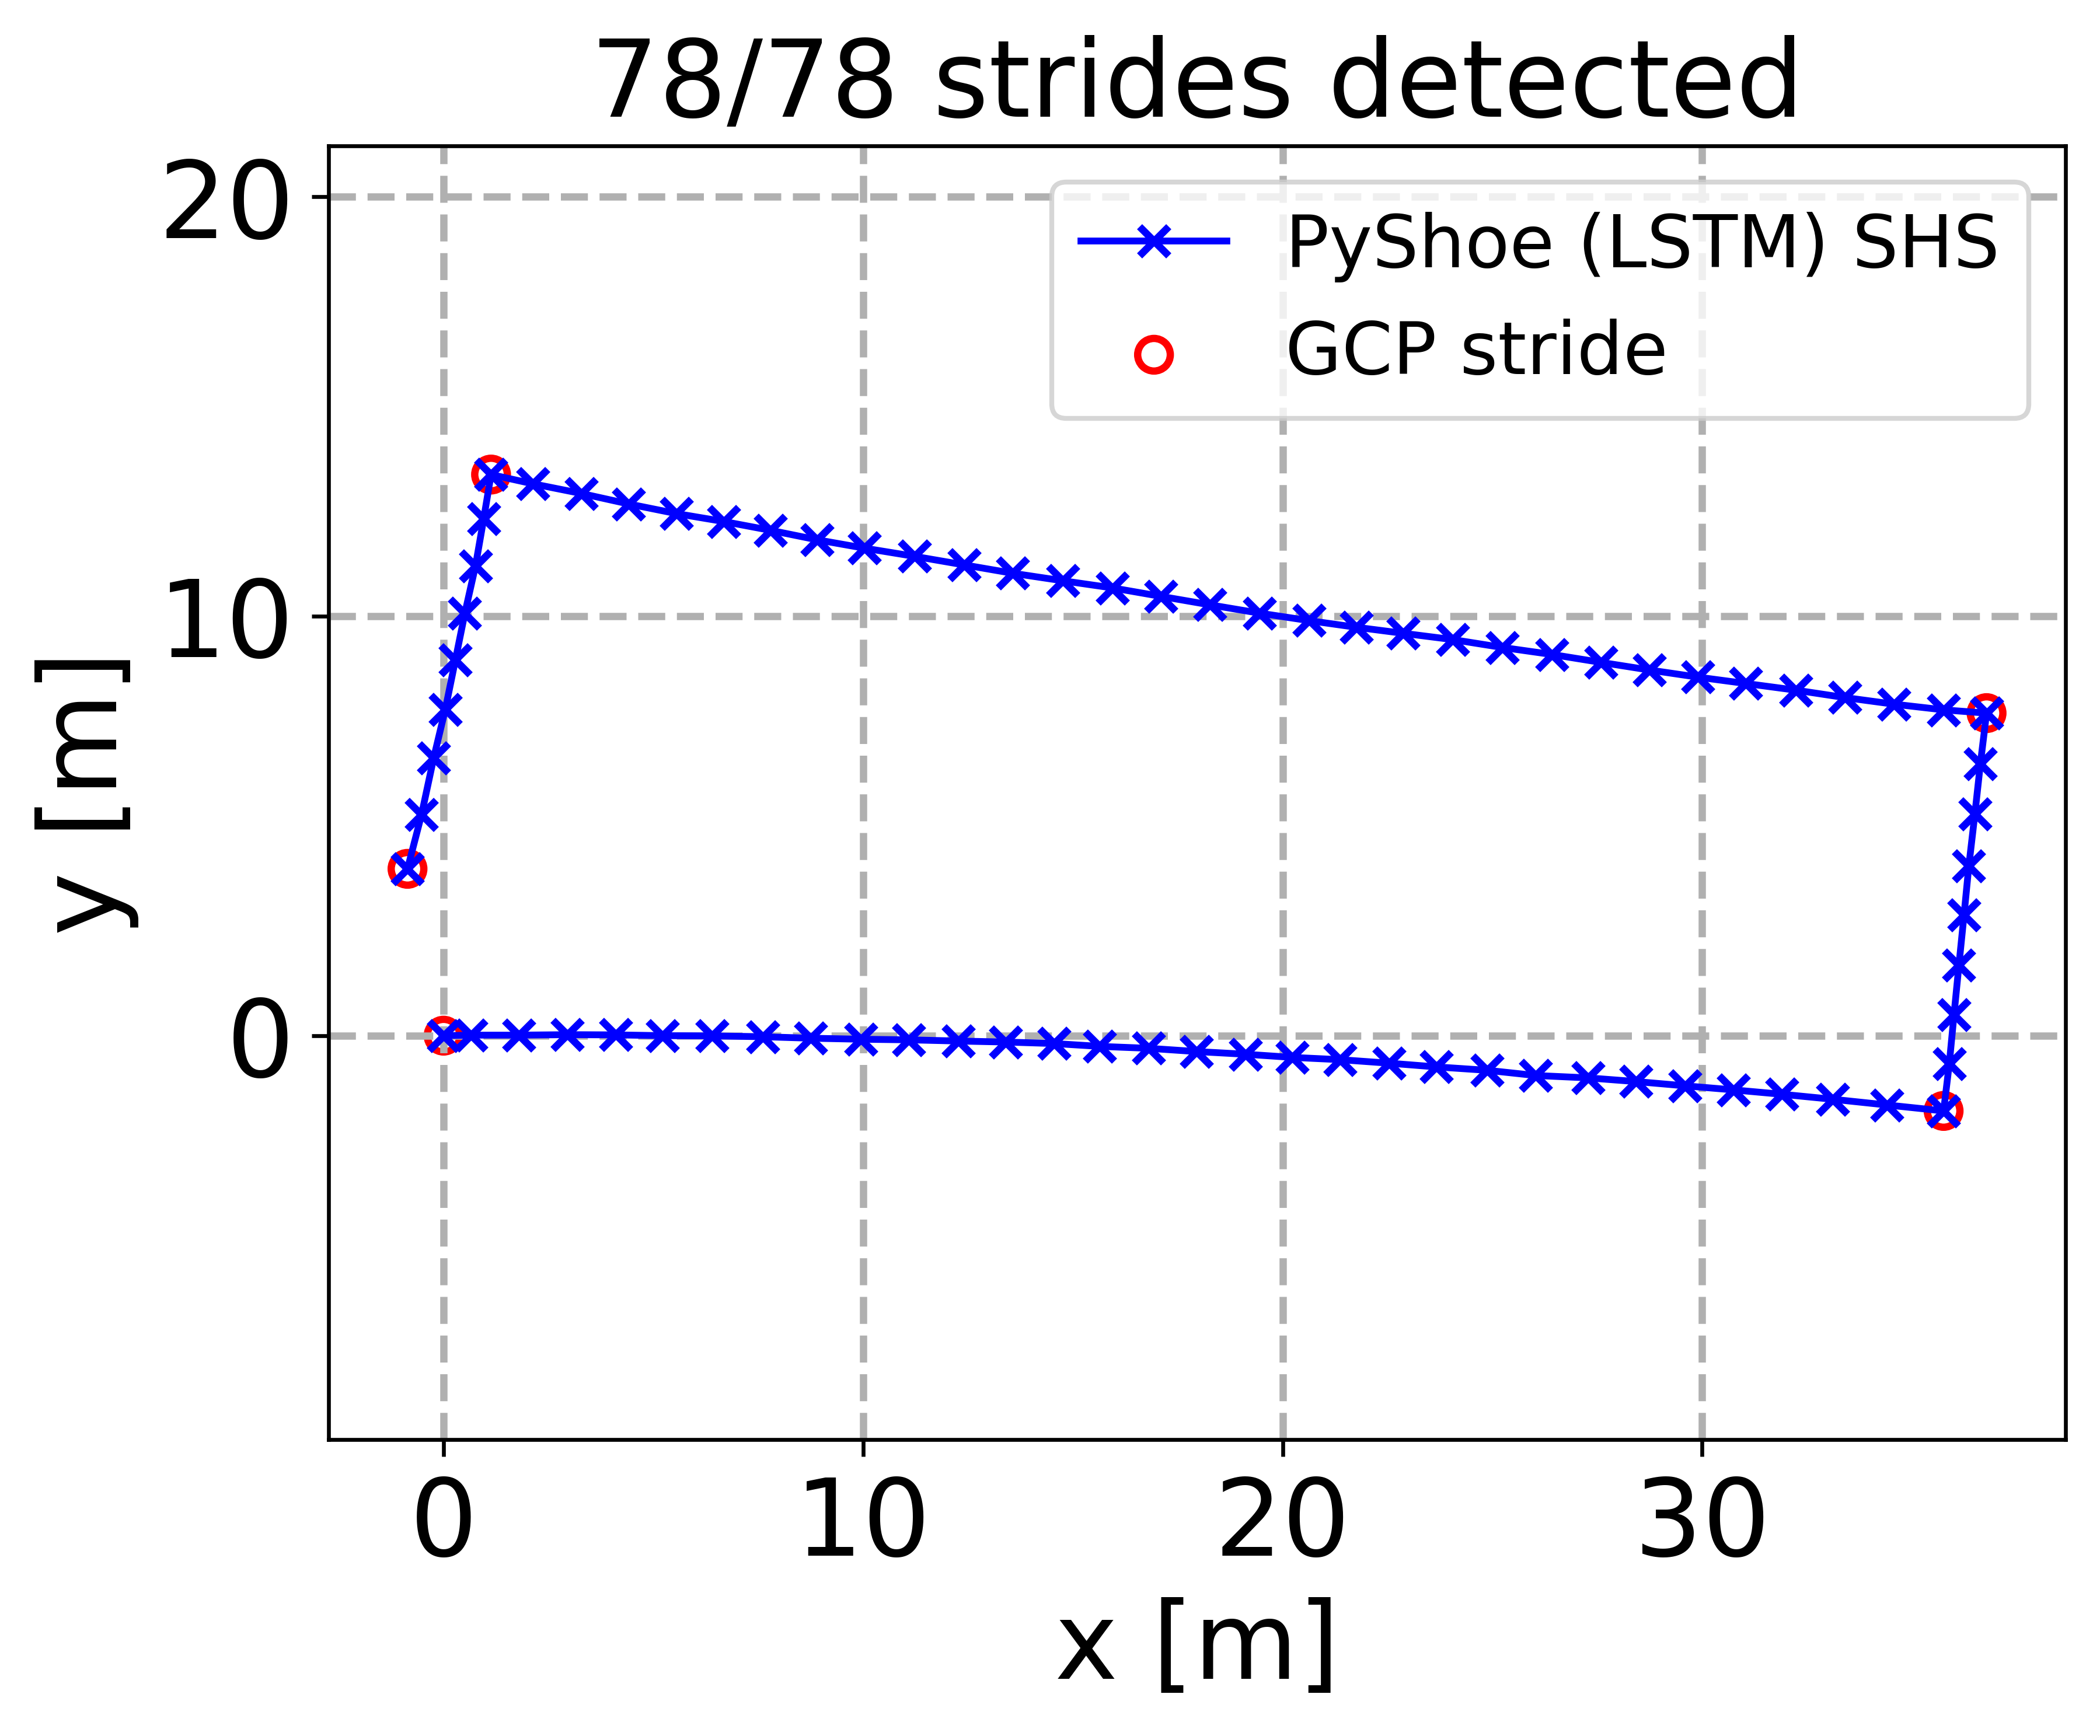 78/78 strides detected
20
10
0
y [m]
PyShoe (LSTM) SHS
GCP stride
0 10 20 30
x [m]